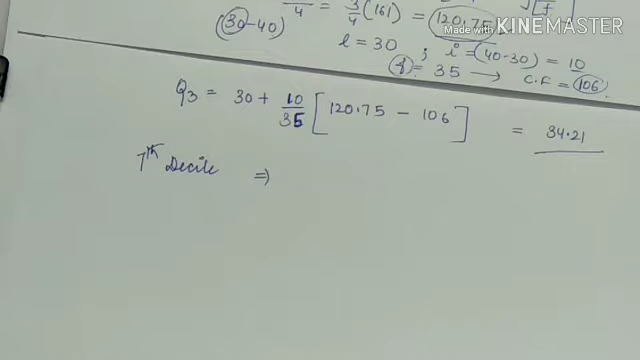 4 = 3/4 (161) = 120.75
(30-40)
Made with KINEMASTER
l = 30 ; i = (40-30) = 10
f = 35 → C.F = 106
Q3 = 30 + 10/35 [120.75 - 106] = 34.21
7th Decile ⇒